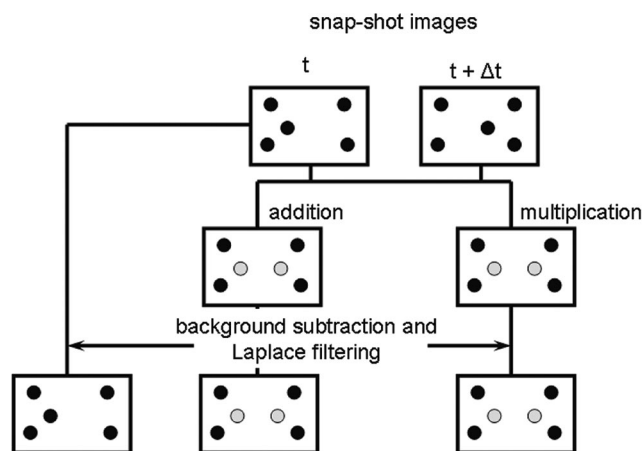 snap-shot images
t
t + Δt
addition
multiplication
background subtraction and
Laplace filtering